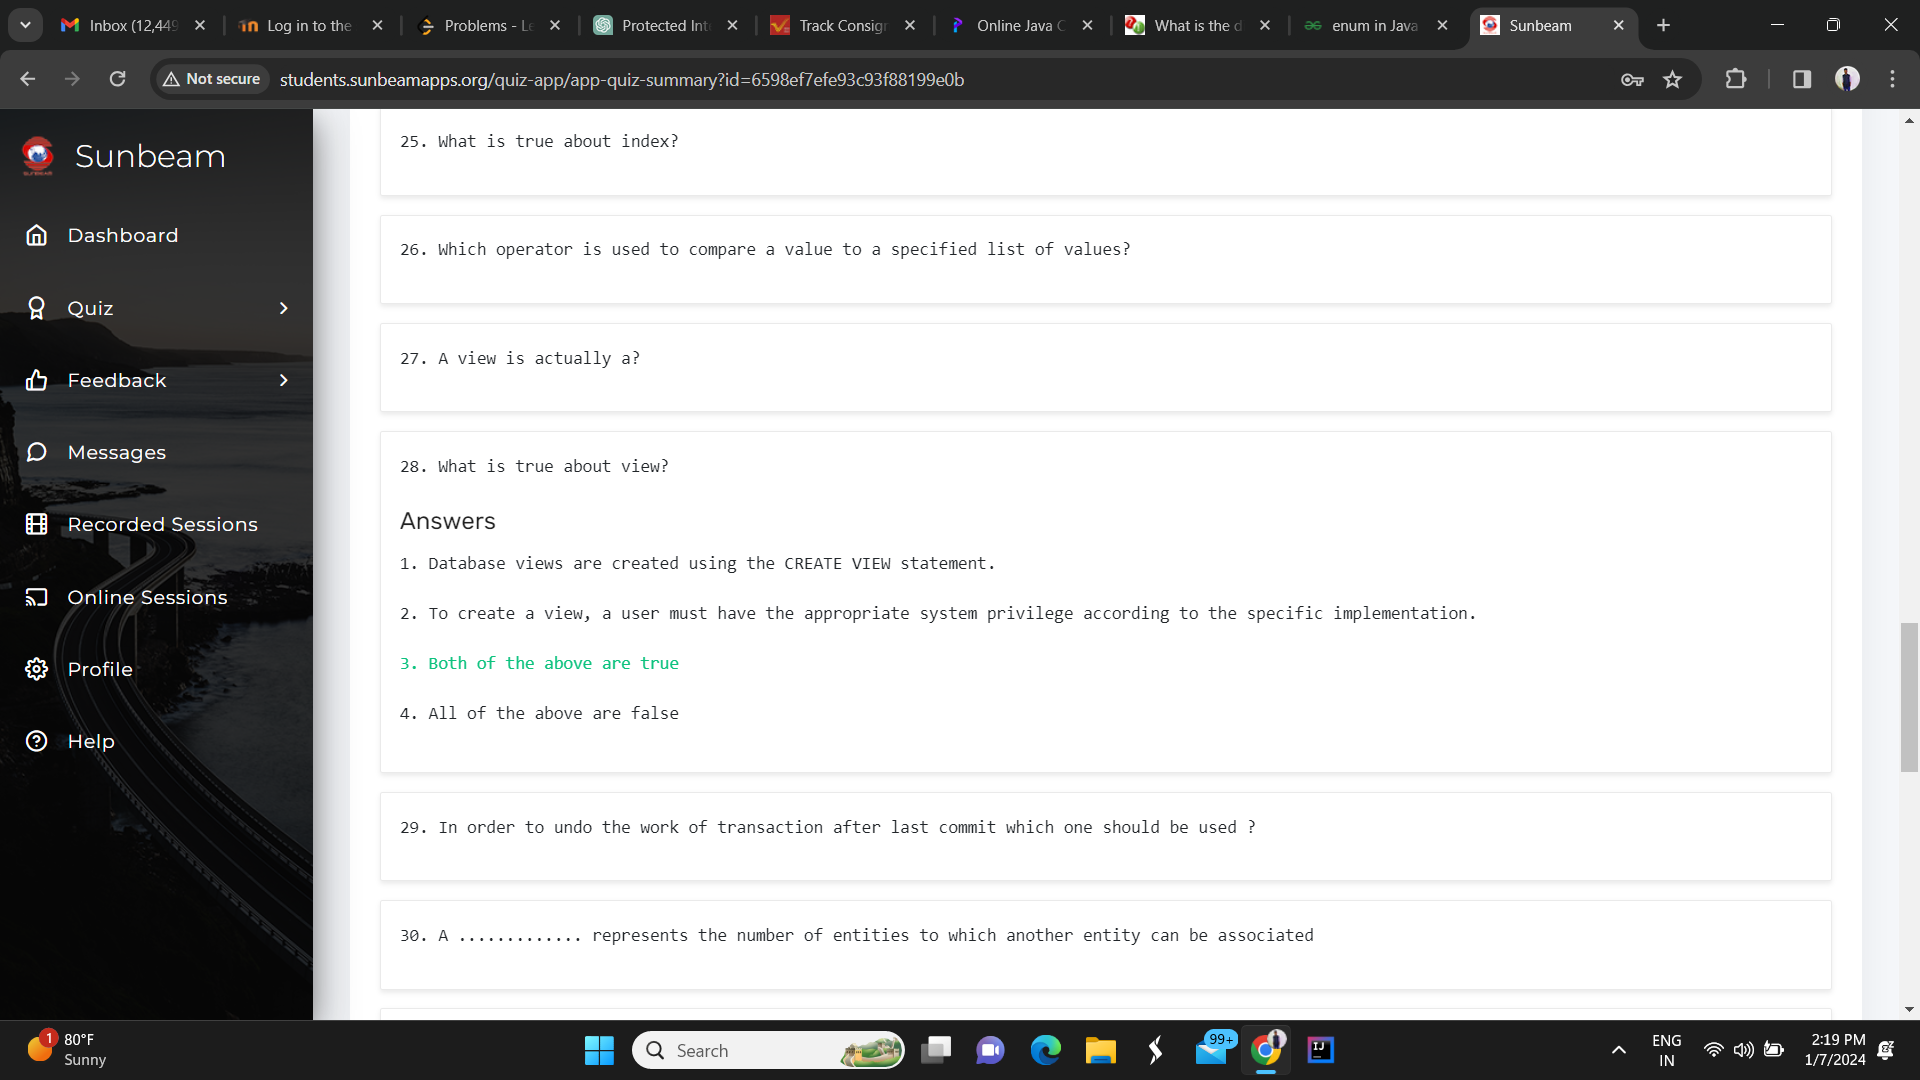 Inbox (12,449
Log in to the
Problems - Le
Protected Int
Track Consign
Online Java C
What is the d
enum in Java
Sunbeam
Not secure
students.sunbeamapps.org/quiz-app/app-quiz-summary?id=6598ef7efe93c93f88199e0b
Sunbeam
Dashboard
Quiz
Feedback
Messages
Recorded Sessions
Online Sessions
Profile
Help
25. What is true about index?
26. Which operator is used to compare a value to a specified list of values?
27. A view is actually a?
28. What is true about view?
Answers
1. Database views are created using the CREATE VIEW statement.
2. To create a view, a user must have the appropriate system privilege according to the specific implementation.
3. Both of the above are true
4. All of the above are false
29. In order to undo the work of transaction after last commit which one should be used ?
30. A ............. represents the number of entities to which another entity can be associated
1
80°F
Sunny
Search
99+
IJ
ENG
IN
2:19 PM
1/7/2024